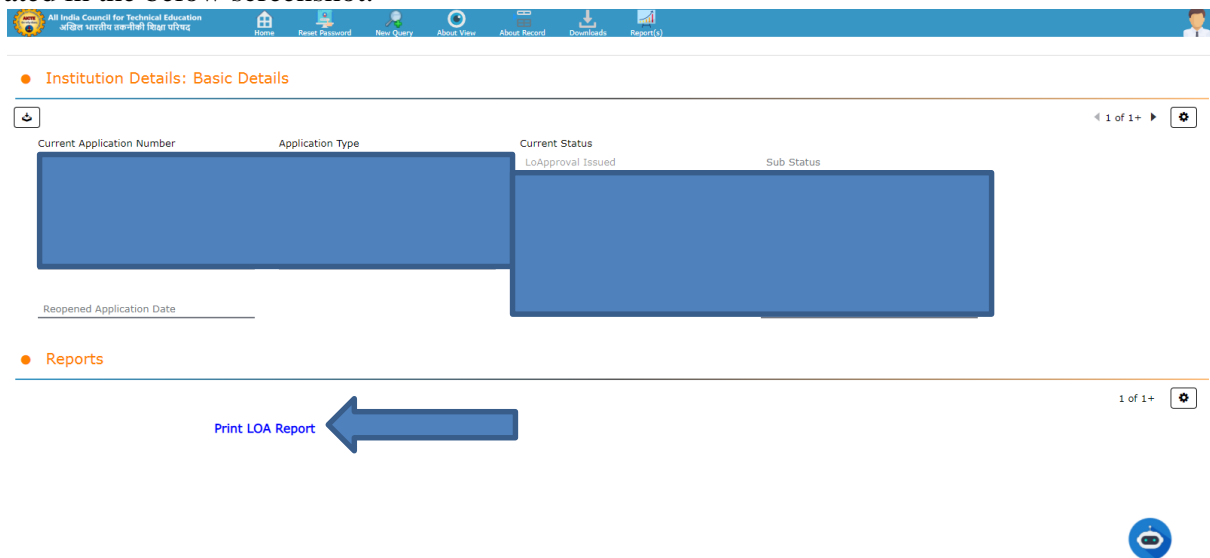 ated in the below screenshot.
All India Council for Technical Education
अखिल भारतीय तकनीकी शिक्षा परिषद
Home Reset Password New Query About View About Record Downloads Report(s)
Institution Details: Basic Details
1 of 1+
Current Application Number Application Type Current Status
LoApproval Issued Sub Status
Reopened Application Date
Reports
1 of 1+
Print LOA Report